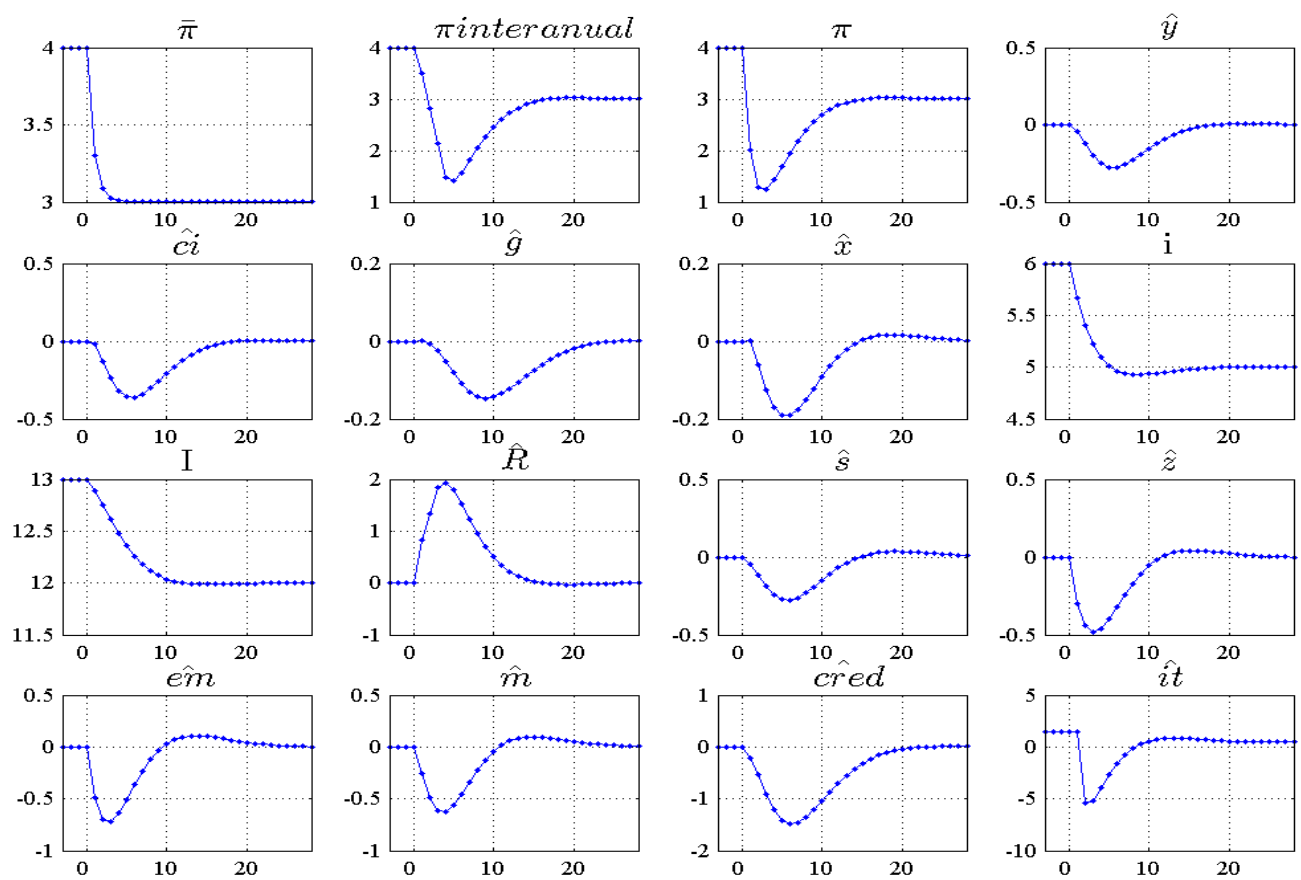 π̄ πinteranual π ŷ
4 4 4 0.5
3.5 3 3 0
2 2
3 1 1 -0.5
0 10 20 0 10 20 0 10 20 0 10 20
ĉi ĝ x̂ i
0.5 0.2 0.2 6
5.5
0 0 0
5
-0.5 -0.2 -0.2 4.5
0 10 20 0 10 20 0 10 20 0 10 20
I R̂ ŝ ẑ
13 2 0.5 0.5
12.5 1
0 0
12 0
11.5 -1 -0.5 -0.5
0 10 20 0 10 20 0 10 20 0 10 20
êm m̂ cr̂ed ît
0.5 0.5 1 5
0 0 0 0
-0.5 -0.5 -1 -5
-1 -1 -2 -10
0 10 20 0 10 20 0 10 20 0 10 20